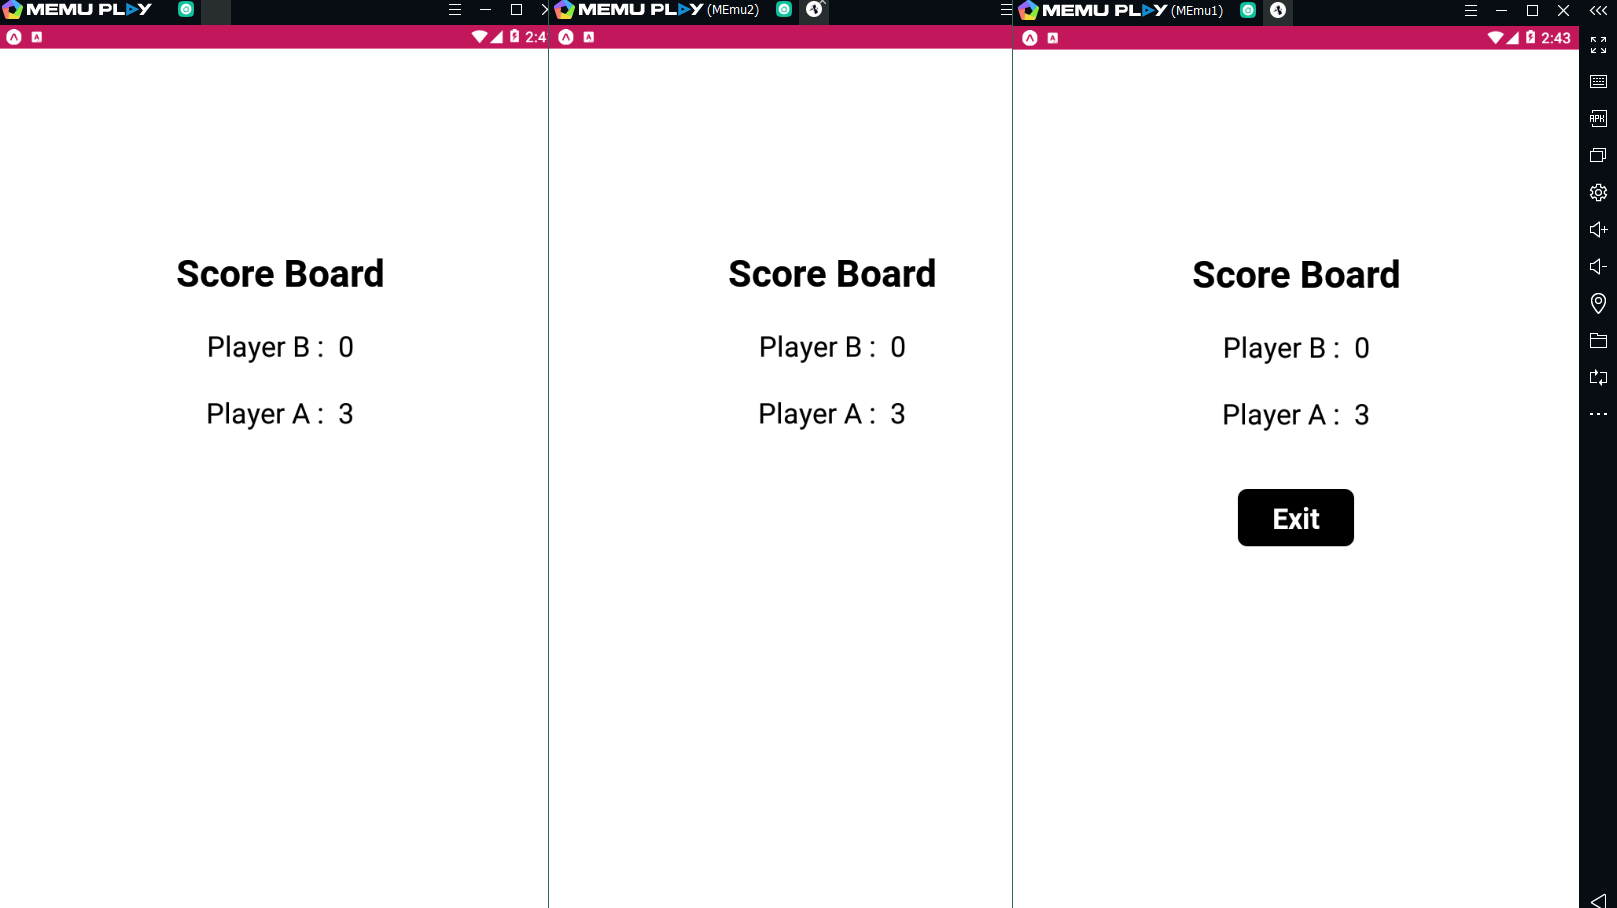 MEMU PLAY
2:4
Score Board
Player B : 0
Player A : 3
MEMU PLAY (MEmu2)
Score Board
Player B : 0
Player A : 3
MEMU PLAY (MEmu1)
2:43
Score Board
Player B : 0
Player A : 3
Exit
APK